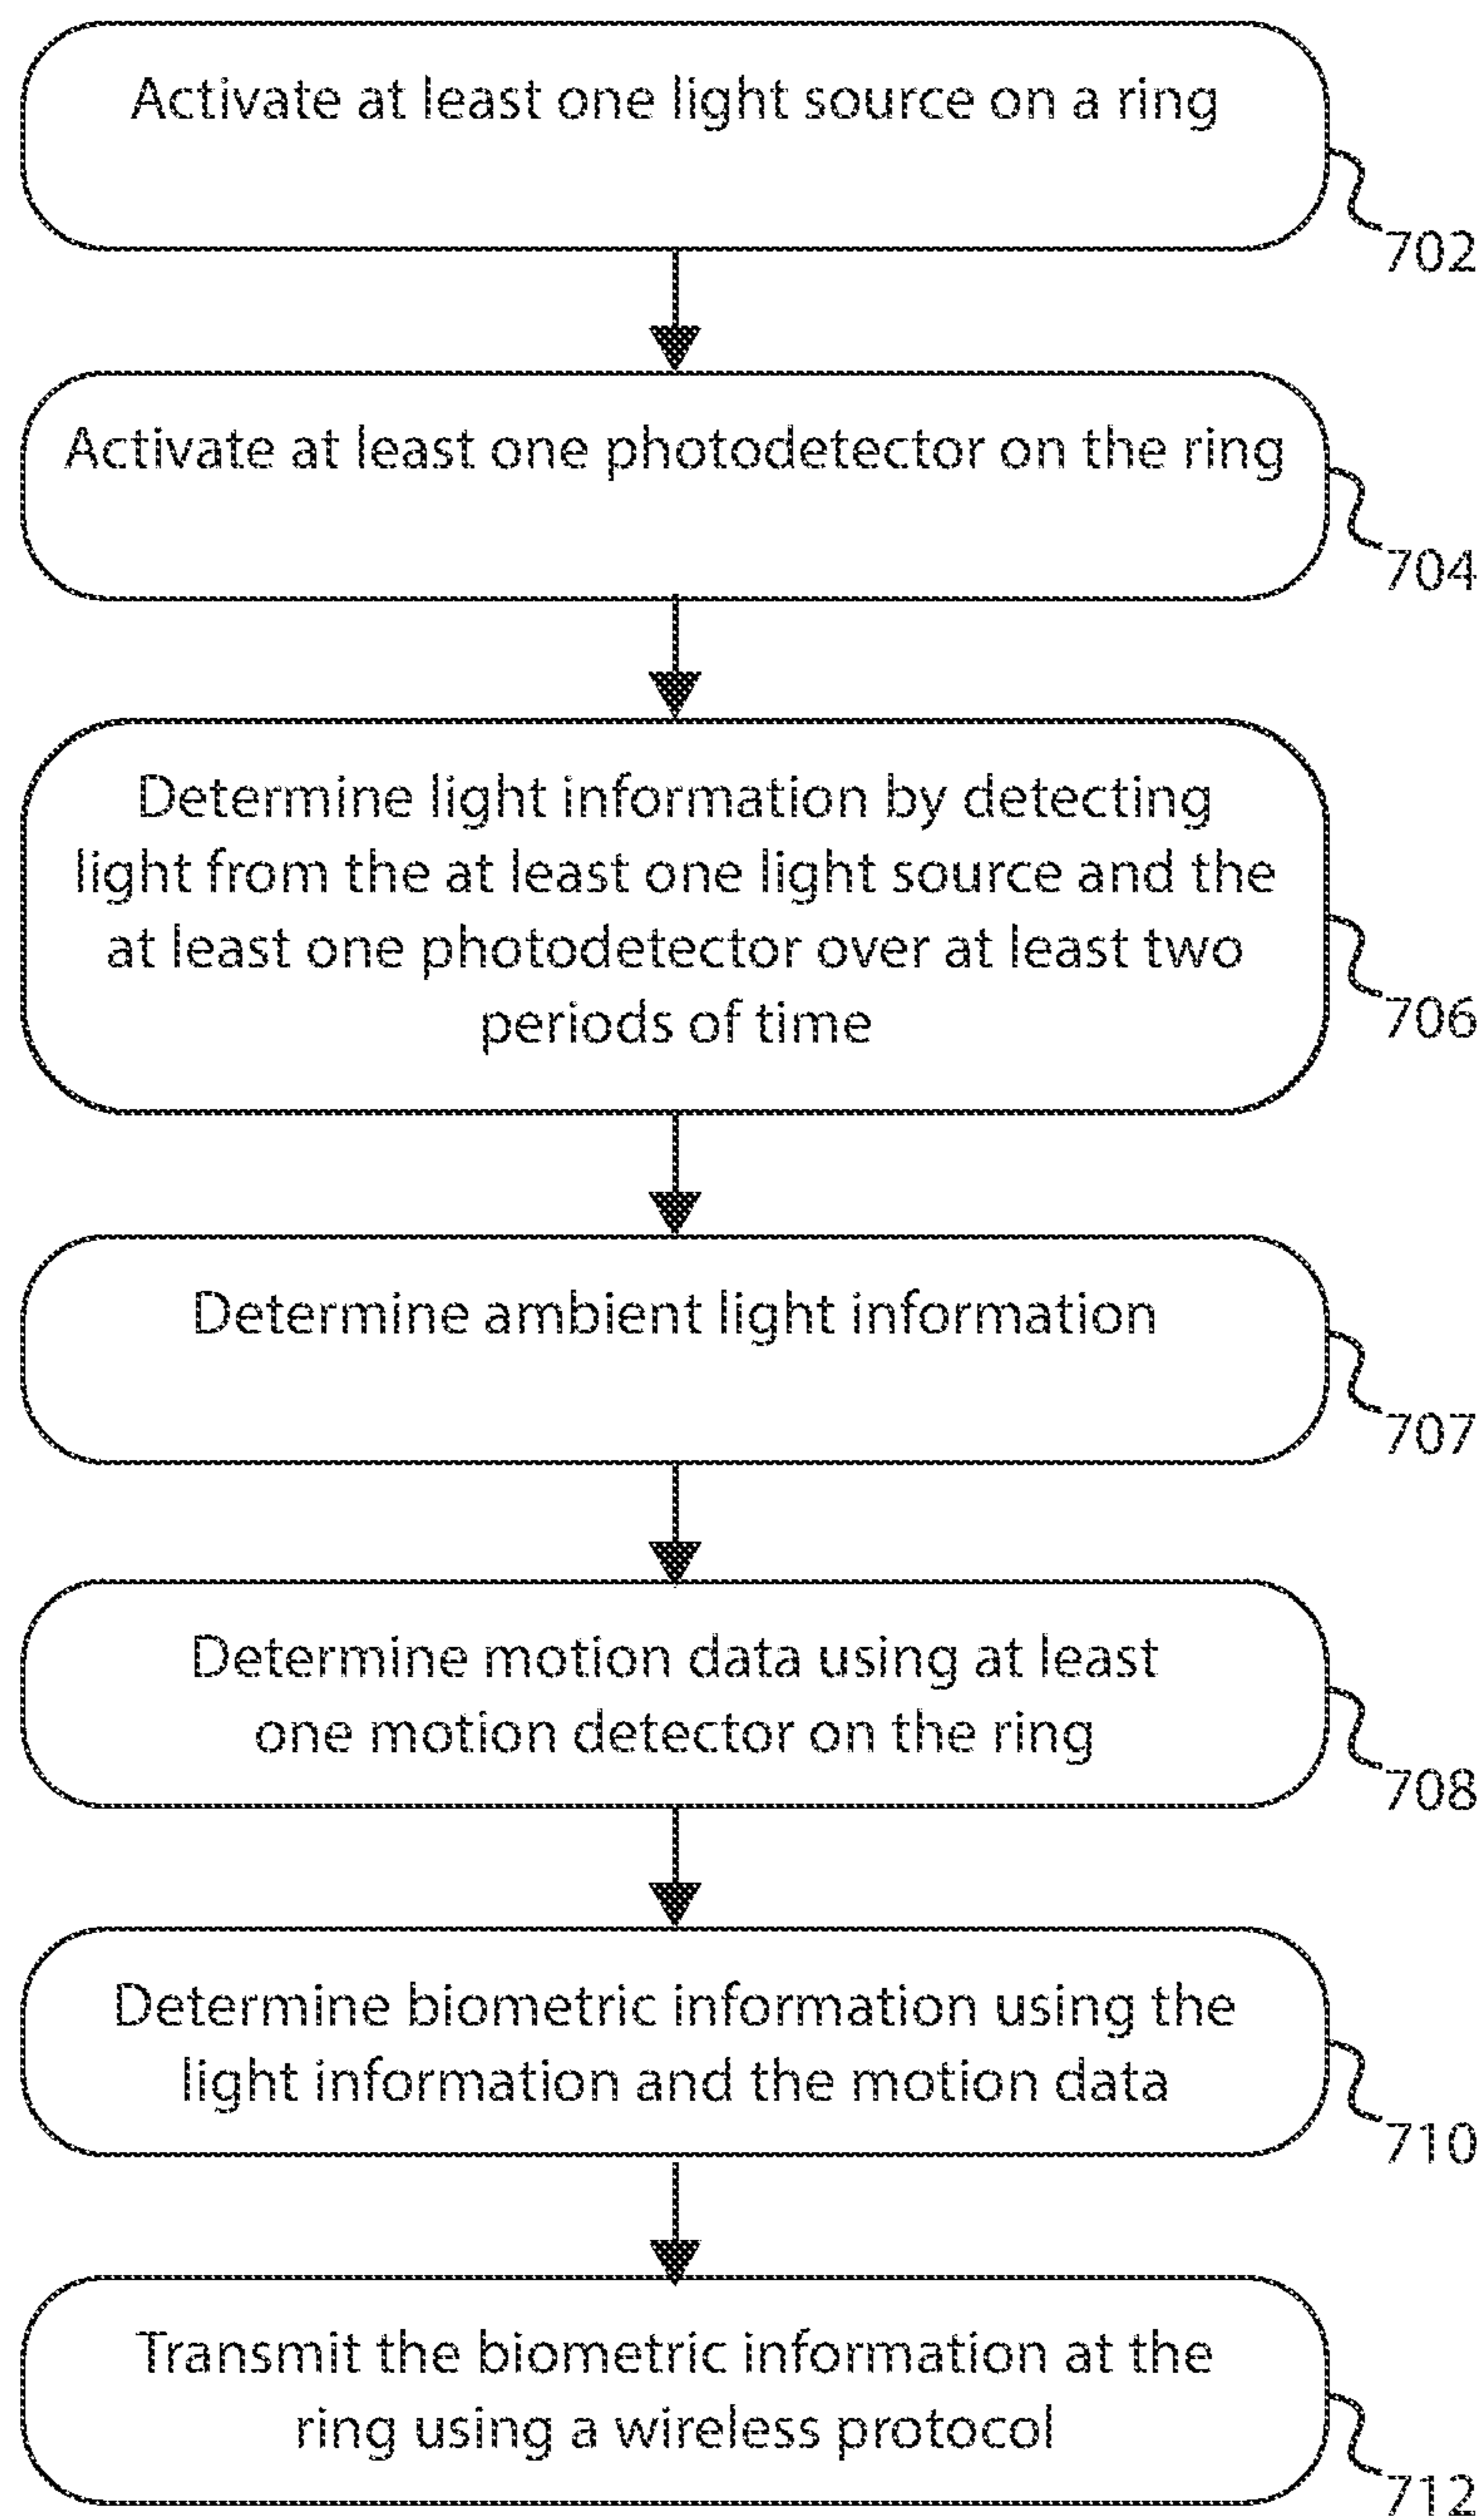 Activate at least one light source on a ring
702
Activate at least one photodetector on the ring
704
Determine light information by detecting
light from the at least one light source and the
at least one photodetector over at least two
periods of time
706
Determine ambient light information
707
Determine motion data using at least
one motion detector on the ring
708
Determine biometric information using the
light information and the motion data
710
Transmit the biometric information at the
ring using a wireless protocol
712